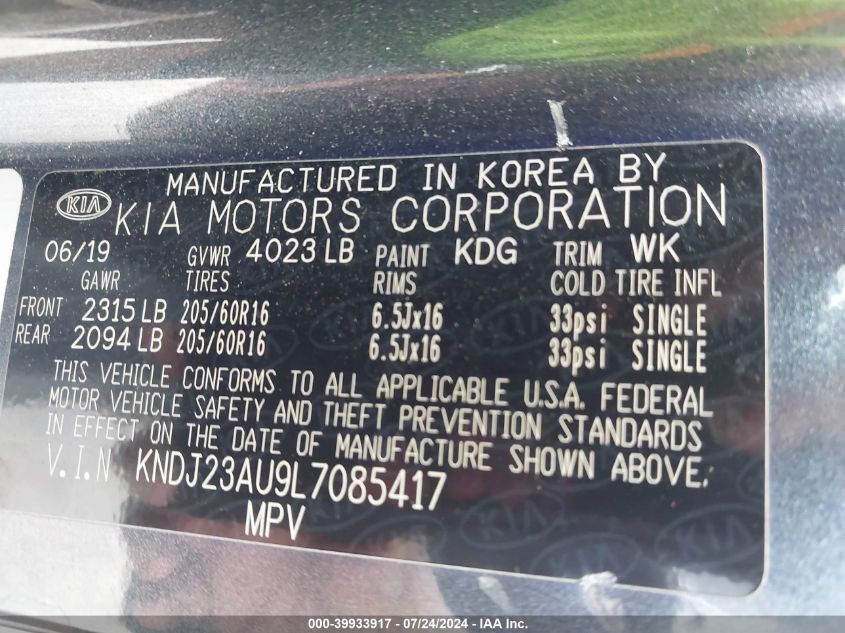 MANUFACTURED IN KOREA BY
KIA KIA MOTORS CORPORATION
06/19 GVWR 4023 LB PAINT KDG TRIM WK
GAWR TIRES RIMS COLD TIRE INFL
FRONT 2315 LB 205/60R16 6.5Jx16 33psi SINGLE
REAR 2094 LB 205/60R16 6.5Jx16 33psi SINGLE
THIS VEHICLE CONFORMS TO ALL APPLICABLE U.S.A. FEDERAL
MOTOR VEHICLE SAFETY AND THEFT PREVENTION STANDARDS
IN EFFECT ON THE DATE OF MANUFACTURE SHOWN ABOVE.
V.I.N KNDJ23AU9L7085417
MPV
000-39933917 - 07/24/2024 - IAA Inc.